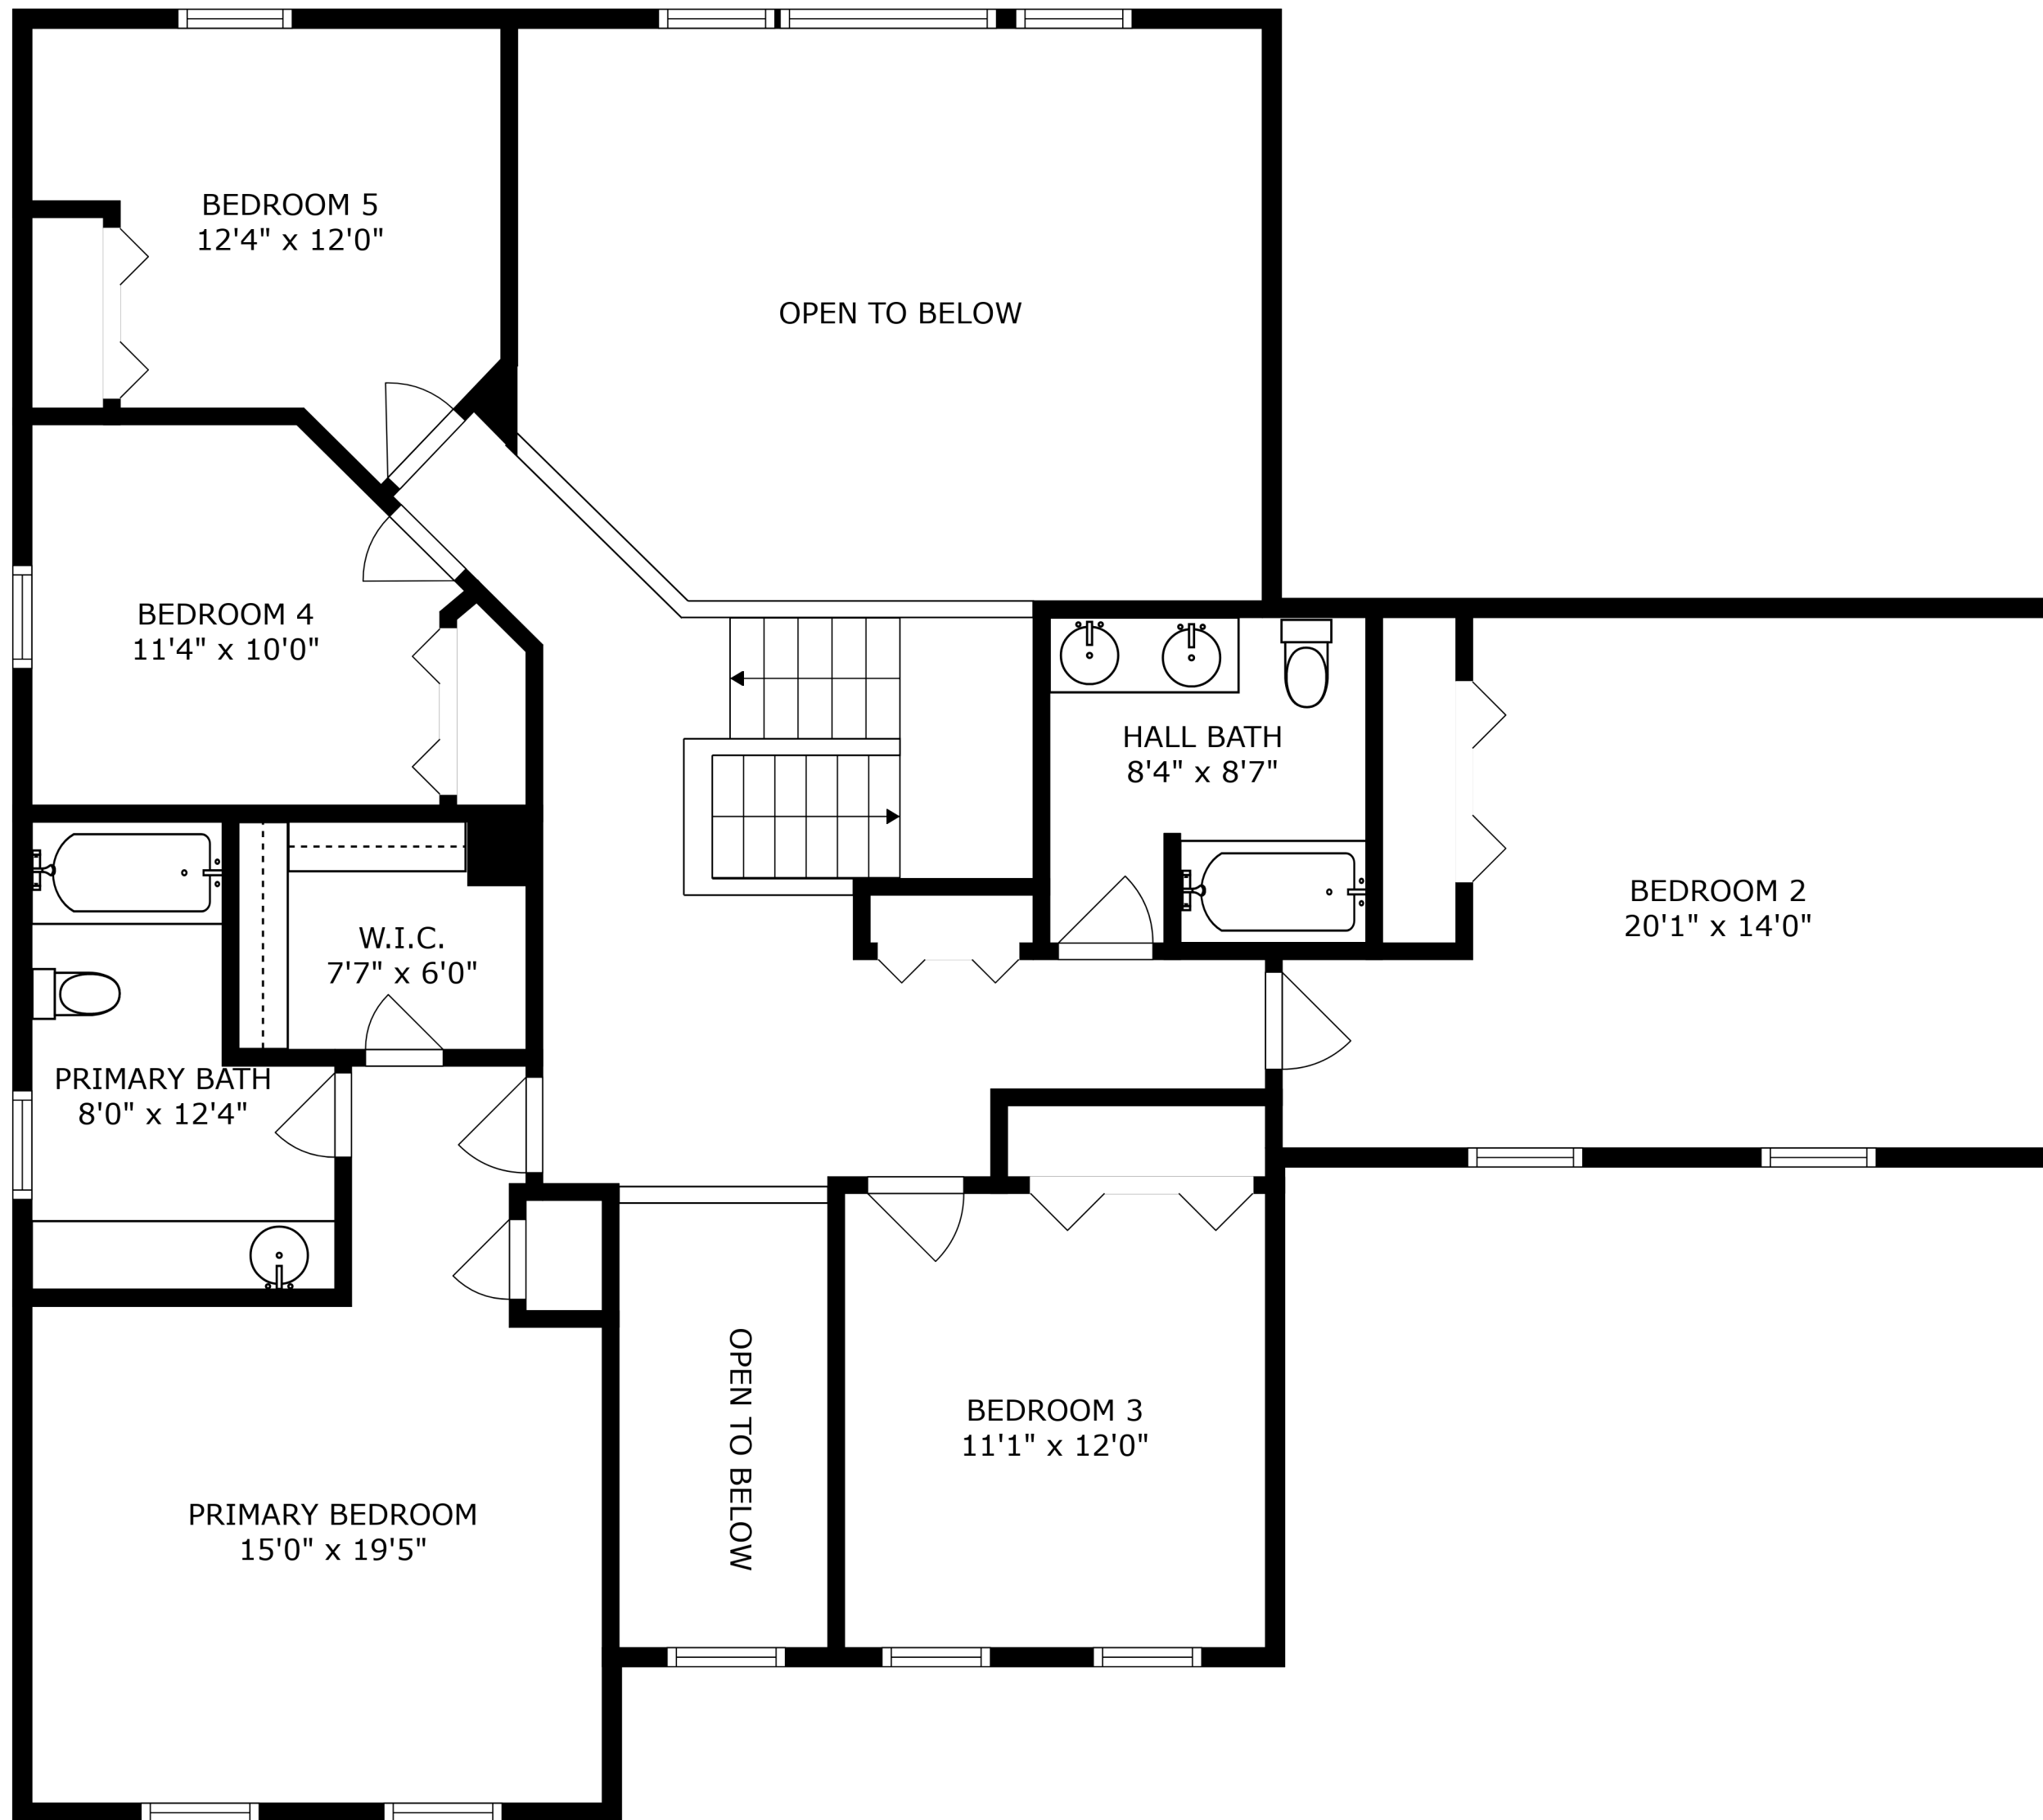 BEDROOM 5
12'4" x 12'0"
OPEN TO BELOW
BEDROOM 4
11'4" x 10'0"
HALL BATH
8'4" x 8'7"
BEDROOM 2
20'1" x 14'0"
W.I.C.
7'7" x 6'0"
PRIMARY BATH
8'0" x 12'4"
OPEN TO BELOW
BEDROOM 3
11'1" x 12'0"
PRIMARY BEDROOM
15'0" x 19'5"